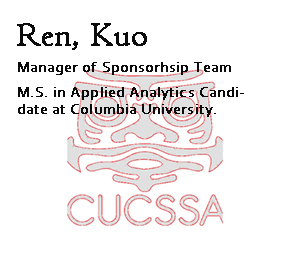 Ren, Kuo
Manager of Sponsorhsip Team
M.S. in Applied Analytics Candi-
date at Columbia University.
CUCSSA